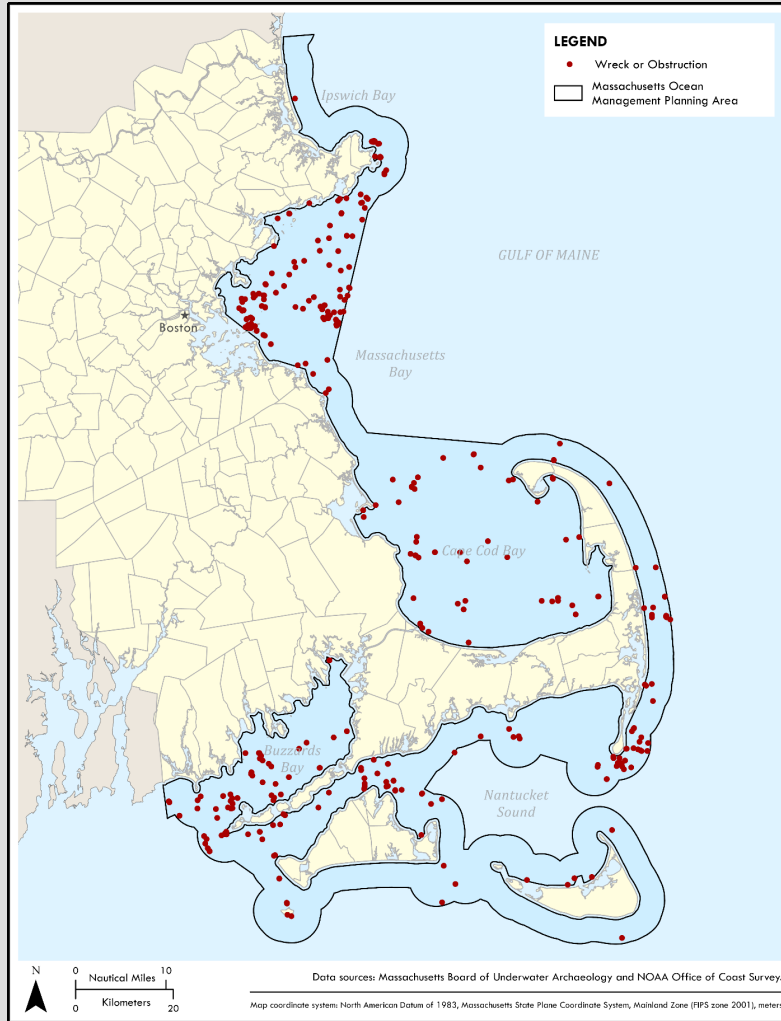 LEGEND
Wreck or Obstruction
Massachusetts Ocean
Management Planning Area
Ipswich Bay
GULF OF MAINE
Boston
Massachusetts
Bay
Cape Cod Bay
Buzzards
Bay
Nantucket
Sound
N
0 10
Nautical Miles
Kilometers
0 20
Data sources: Massachusetts Board of Underwater Archaeology and NOAA Office of Coast Survey.
Map coordinate system: North American Datum of 1983, Massachusetts State Plane Coordinate System, Mainland Zone (FIPS zone 2001), meters